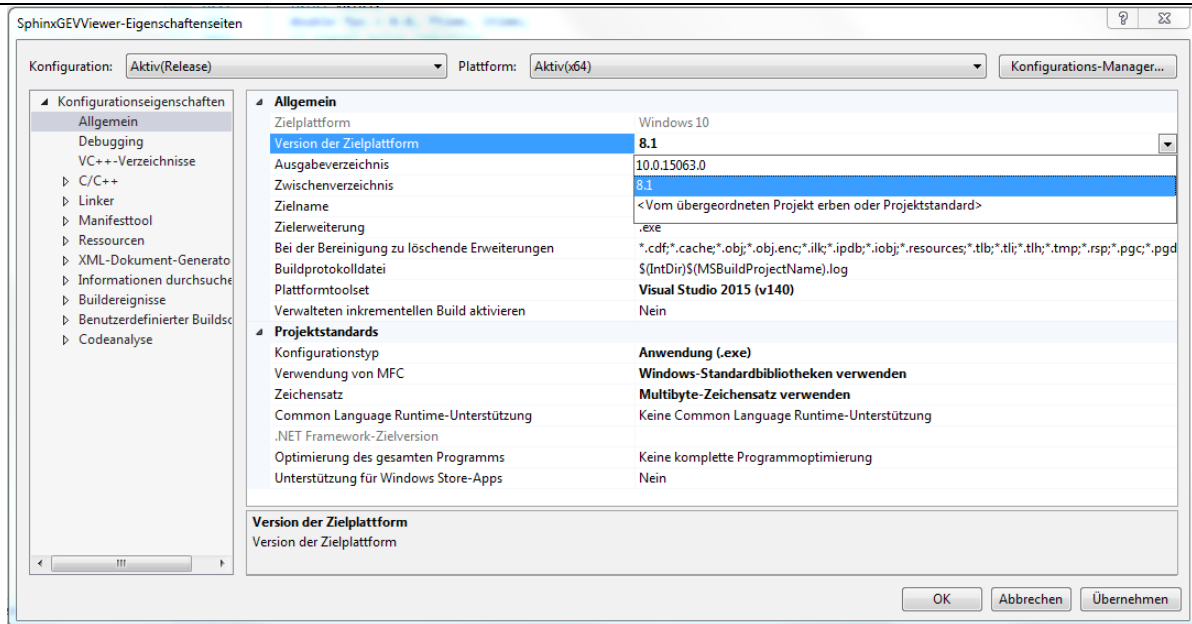 SphinxGEVViewer-Eigenschaftenseiten
Konfiguration: Aktiv(Release) Plattform: Aktiv(x64) Konfigurations-Manager...
Konfigurationseigenschaften
Allgemein
Debugging
VC++-Verzeichnisse
C/C++
Linker
Manifesttool
Ressourcen
XML-Dokument-Generato
Informationen durchsuche
Buildereignisse
Benutzerdefinierter Buildsc
Codeanalyse
Allgemein
Zielplattform Windows 10
Version der Zielplattform 8.1
Ausgabeverzeichnis 10.0.15063.0
Zwischenverzeichnis 8.1
Zielname <Vom übergeordneten Projekt erben oder Projektstandard>
Zielerweiterung .exe
Bei der Bereinigung zu löschende Erweiterungen *.cdf;*.cache;*.obj;*.obj.enc;*.ilk;*.ipdb;*.iobj;*.resources;*.tlb;*.tli;*.tlh;*.tmp;*.rsp;*.pgc;*.pgd
Buildprotokolldatei $(IntDir)$(MSBuildProjectName).log
Plattformtoolset Visual Studio 2015 (v140)
Verwalteten inkrementellen Build aktivieren Nein
Projektstandards
Konfigurationstyp Anwendung (.exe)
Verwendung von MFC Windows-Standardbibliotheken verwenden
Zeichensatz Multibyte-Zeichensatz verwenden
Common Language Runtime-Unterstützung Keine Common Language Runtime-Unterstützung
.NET Framework-Zielversion
Optimierung des gesamten Programms Keine komplette Programmoptimierung
Unterstützung für Windows Store-Apps Nein
Version der Zielplattform
Version der Zielplattform
OK Abbrechen Übernehmen